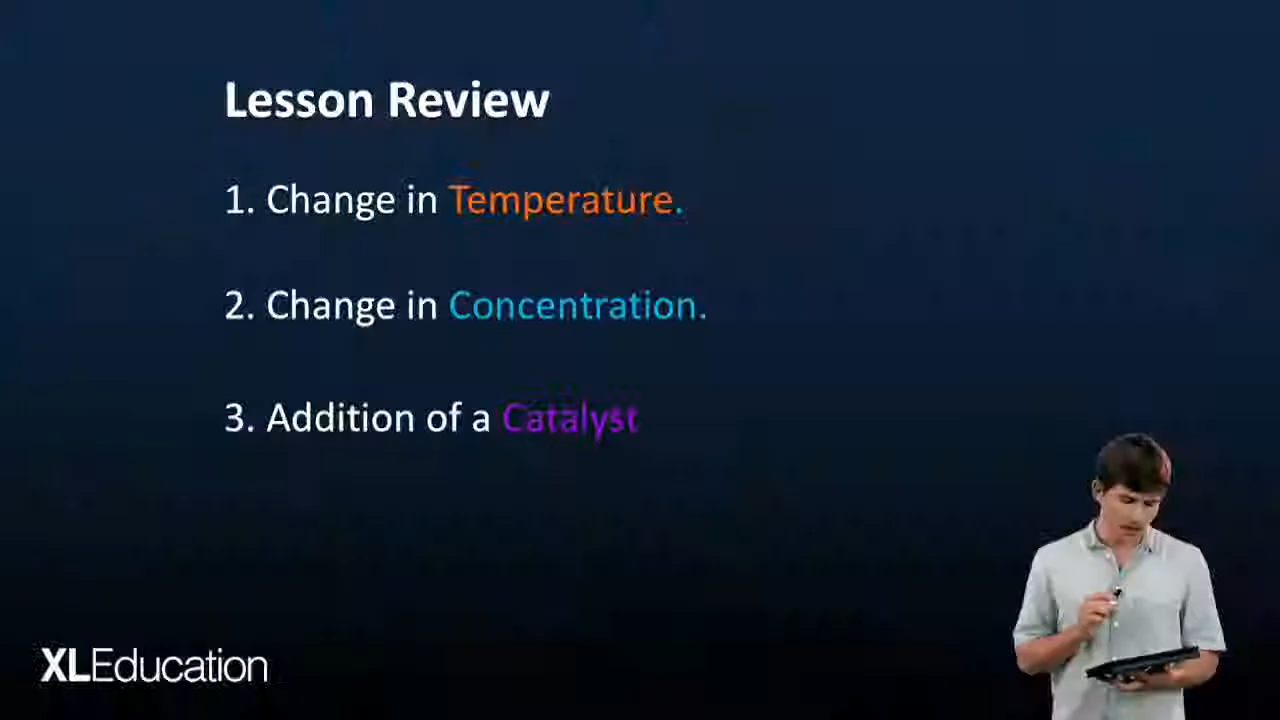 Lesson Review
1. Change in Temperature.
2. Change in Concentration.
3. Addition of a Catalyst
XLEducation